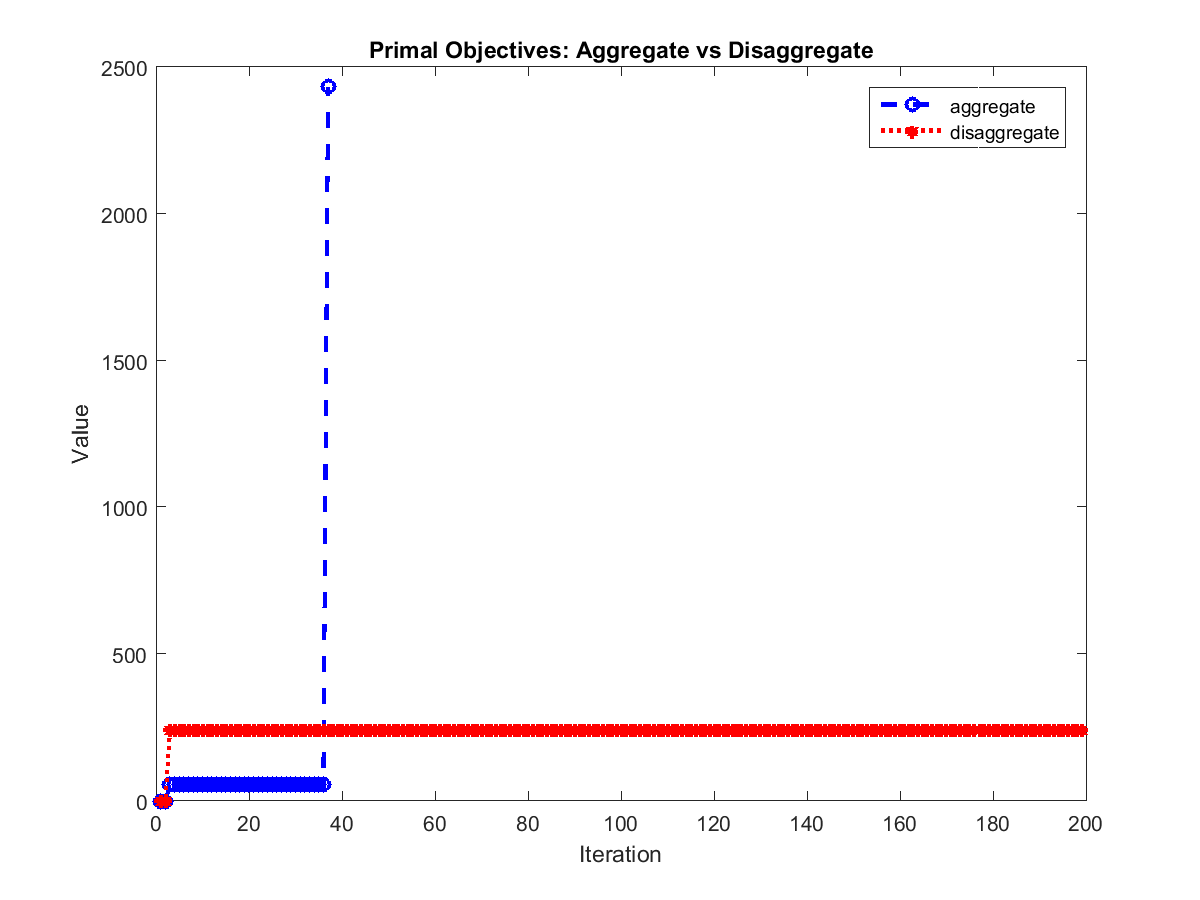 Primal Objectives: Aggregate vs Disaggregate
2500
2000
1500
1000
500
0
Value
aggregate
disaggregate
0 20 40 60 80 100 120 140 160 180 200
Iteration